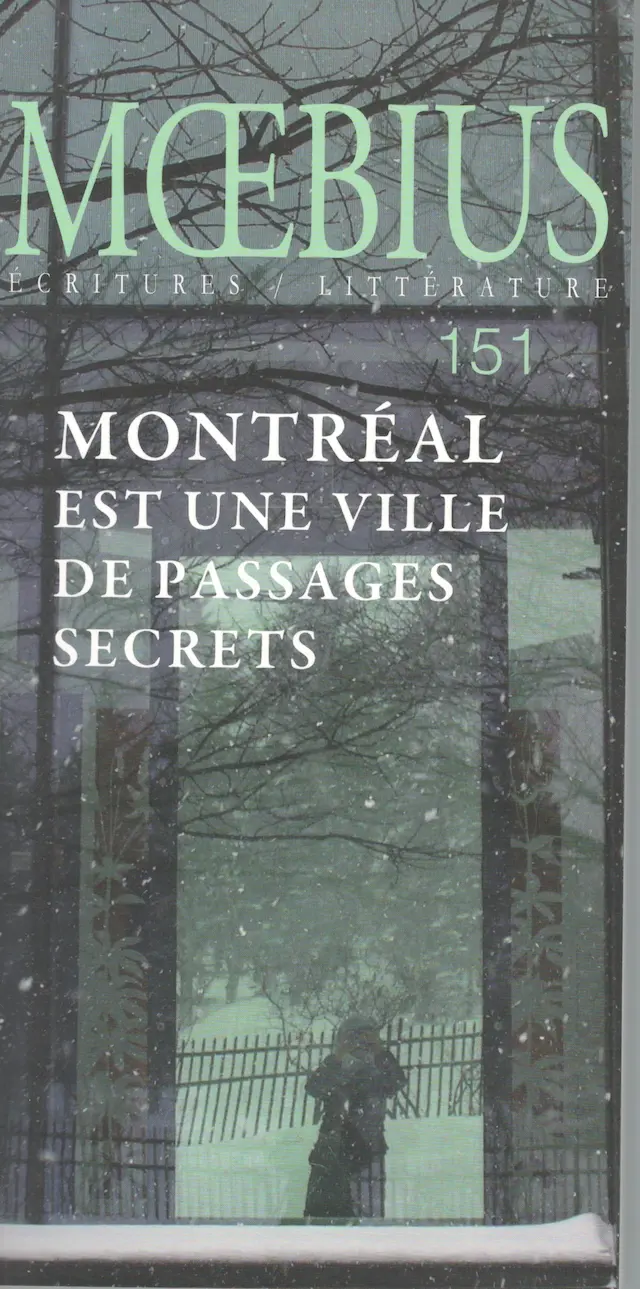 MŒBIUS
ÉCRITURES / LITTÉRATURE
151
MONTRÉAL
EST UNE VILLE
DE PASSAGES
SECRETS